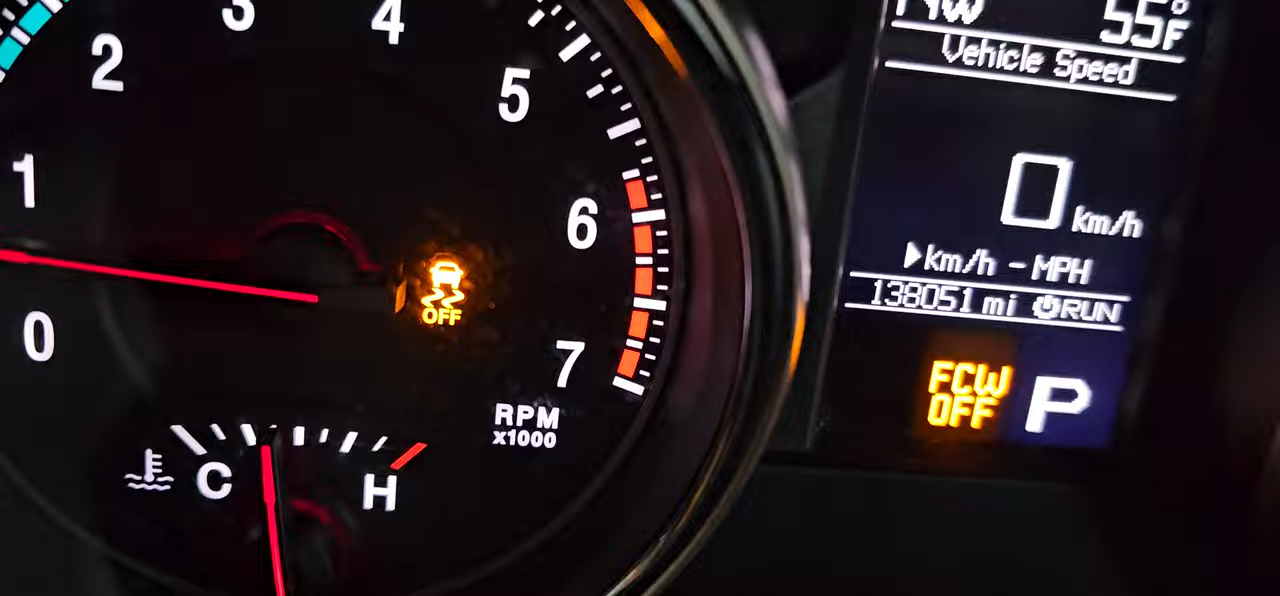 0
1
2
3
4
5
6
7
RPM
x1000
OFF
C
H
NW 55°F
Vehicle Speed
0 km/h
▶km/h - MPH
138051 mi RUN
FCW
OFF
P